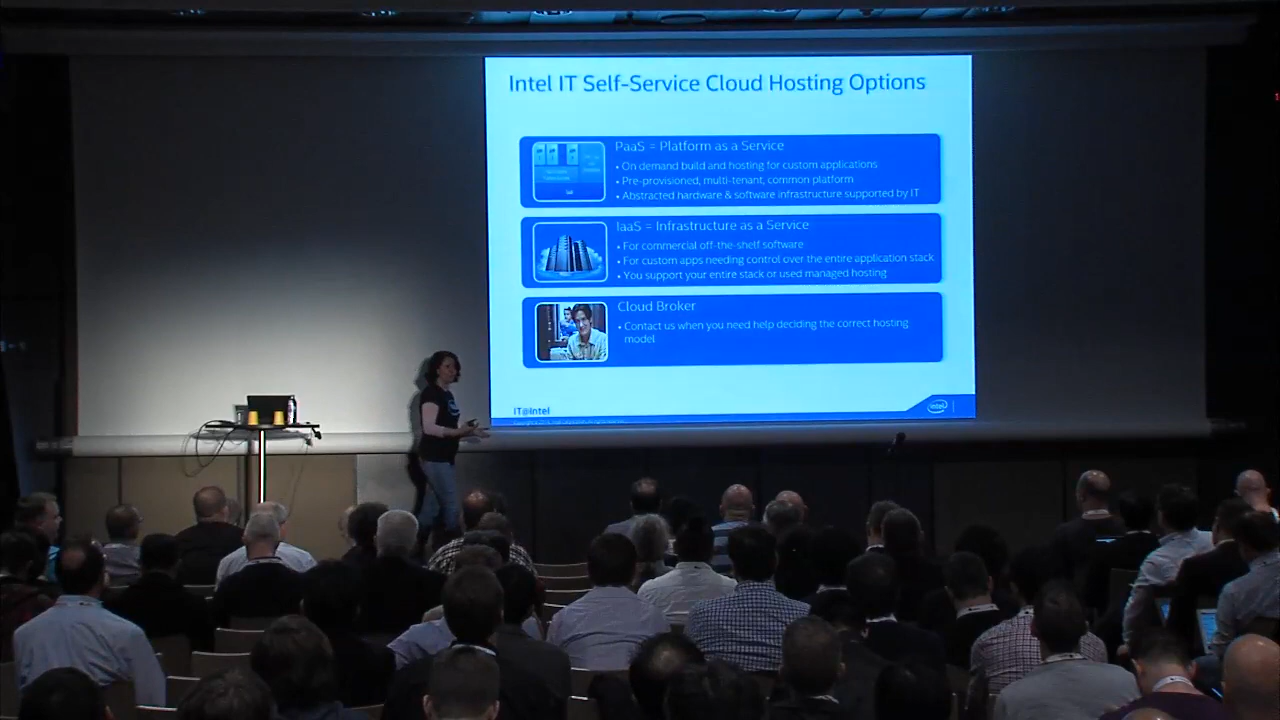 Intel IT Self-Service Cloud Hosting Options
PaaS = Platform as a Service
• On demand build and hosting for custom applications
• Pre-provisioned, multi-tenant, common platform
• Abstracted hardware & software infrastructure supported by IT
IaaS = Infrastructure as a Service
• For commercial off-the-shelf software
• For custom apps needing control over the entire application stack
• You support your entire stack or used managed hosting
Cloud Broker
• Contact us when you need help deciding the correct hosting
model
IT@Intel
intel